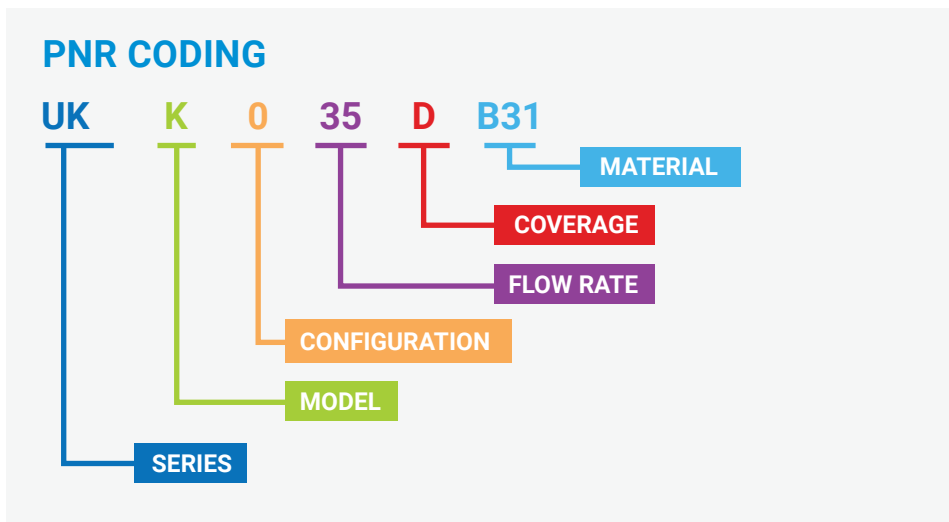 PNR CODING
UK K 0 35 D B31
MATERIAL
COVERAGE
FLOW RATE
CONFIGURATION
MODEL
SERIES